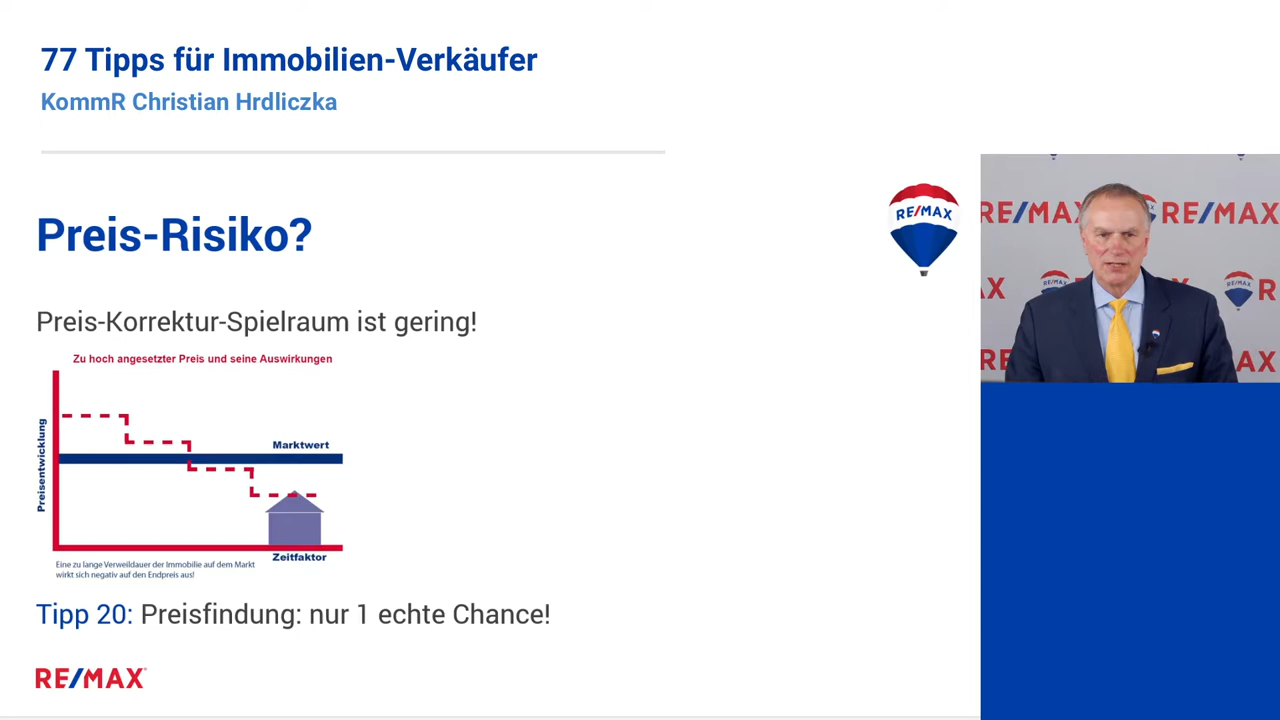 77 Tipps für Immobilien-Verkäufer
KommR Christian Hrdliczka
Preis-Risiko?
RE/MAX
RE/MAX
RE/MAX
Preis-Korrektur-Spielraum ist gering!
Zu hoch angesetzter Preis und seine Auswirkungen
Preisentwicklung
Marktwert
Zeitfaktor
Eine zu lange Verweildauer der Immobilie auf dem Markt
wirkt sich negativ auf den Endpreis aus!
Tipp 20: Preisfindung: nur 1 echte Chance!
RE/MAX